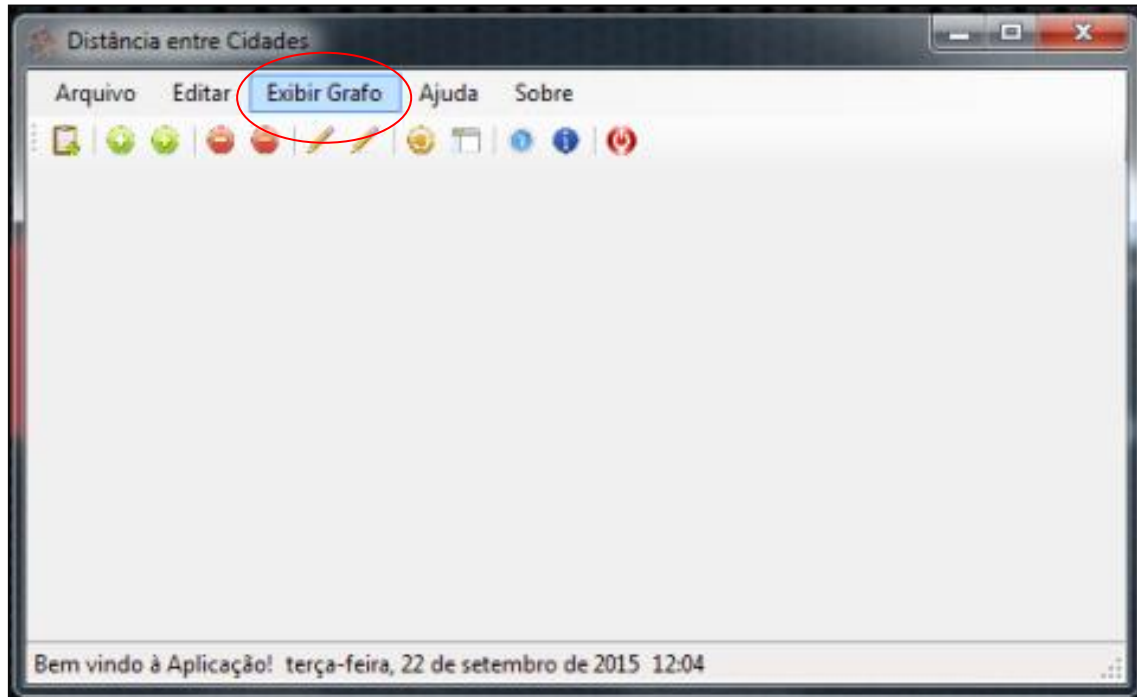 Distância entre Cidades
Arquivo Editar Exibir Grafo Ajuda Sobre
Bem vindo à Aplicação! terça-feira, 22 de setembro de 2015 12:04